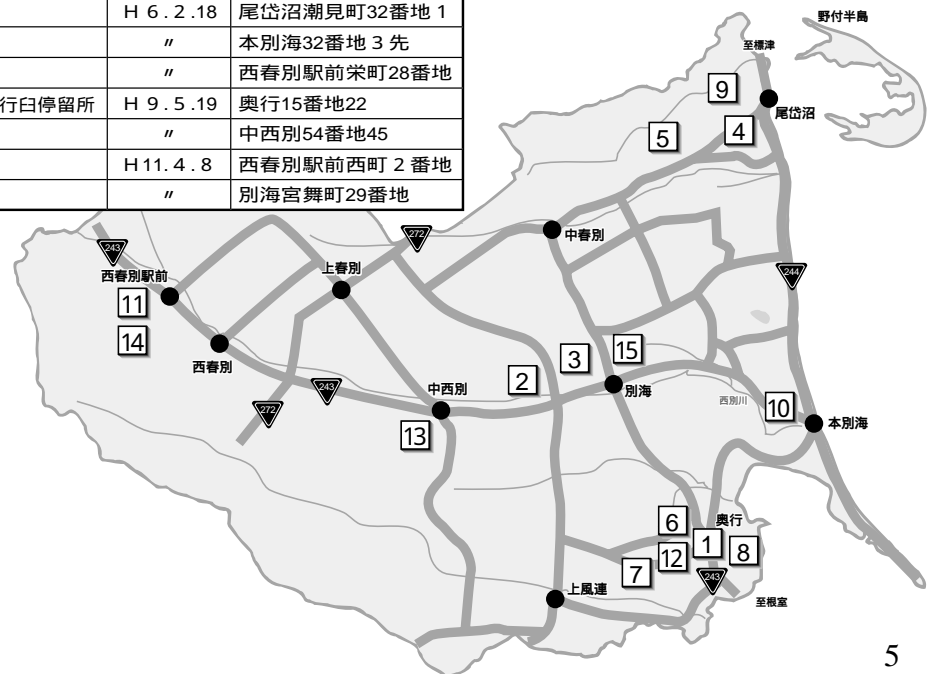 H 6 . 2 .18 尾岱沼潮見町32番地 1
〃 本別海32番地 3 先
〃 西春別駅前栄町28番地
行臼停留所 H 9 . 5 .19 奥行15番地22
〃 中西別54番地45
H 11. 4 . 8 西春別駅前西町 2 番地
〃 別海宮舞町29番地
野付半島
至標津
9
尾岱沼
5
4
272
中春別
243
西春別駅前
上春別
244
11
14
西春別
2
3
15
243
中西別
別海
272
西別川
10
13
本別海
6
奥行
1
8
12
7
243
上風連
至根室
5